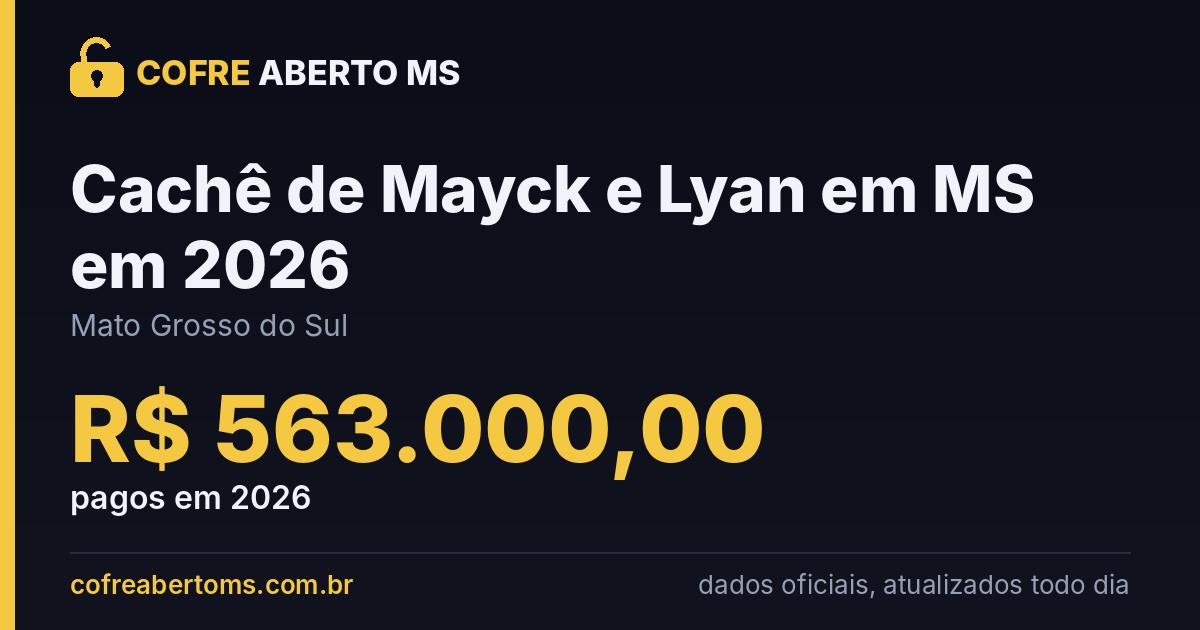 COFRE ABERTO MS
Cachê de Mayck e Lyan em MS
em 2026
Mato Grosso do Sul
R$ 563.000,00
pagos em 2026
cofreabertoms.com.br
dados oficiais, atualizados todo dia